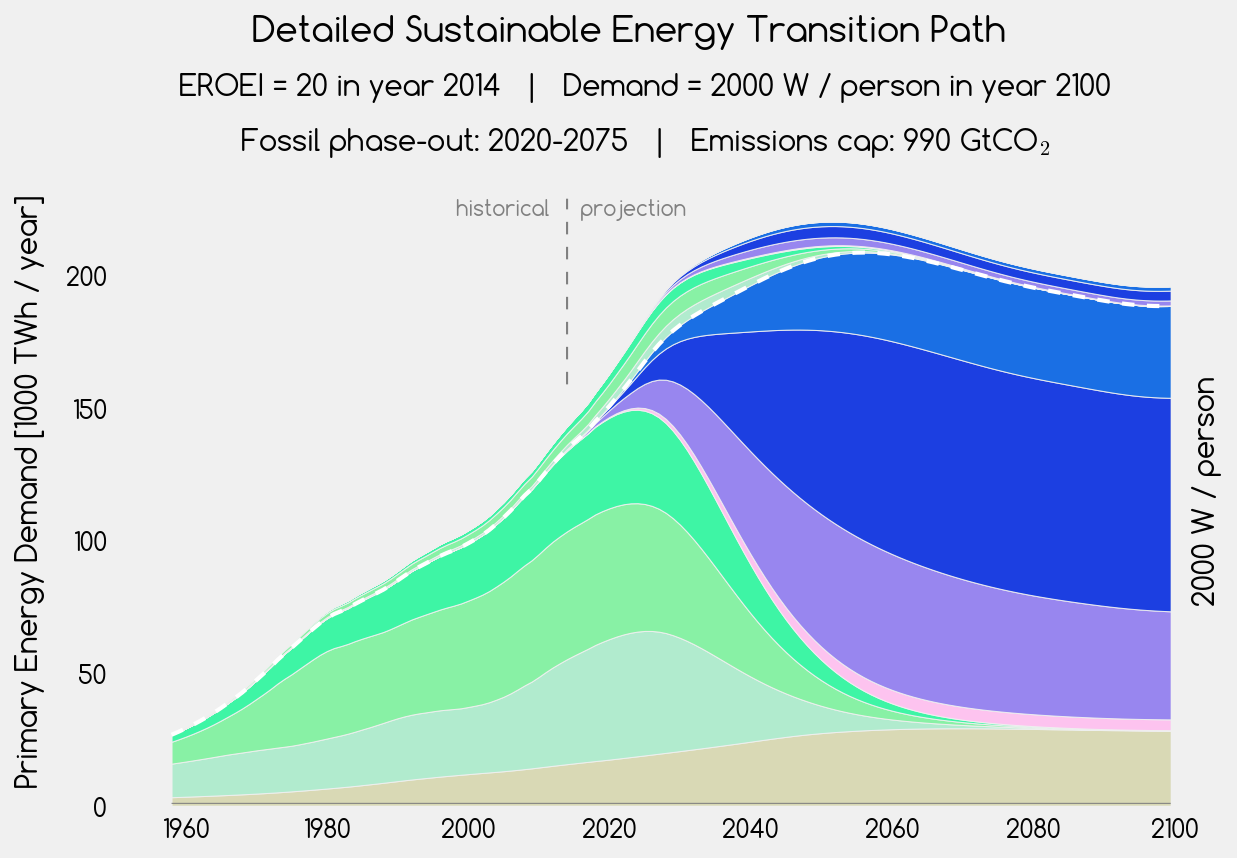 Detailed Sustainable Energy Transition Path
EROEI = 20 in year 2014 | Demand = 2000 W / person in year 2100
Fossil phase-out: 2020-2075 | Emissions cap: 990 GtCO₂
historical projection
Primary Energy Demand [1000 TWh / year]
200
150
100
50
0
2000 W / person
1960 1980 2000 2020 2040 2060 2080 2100